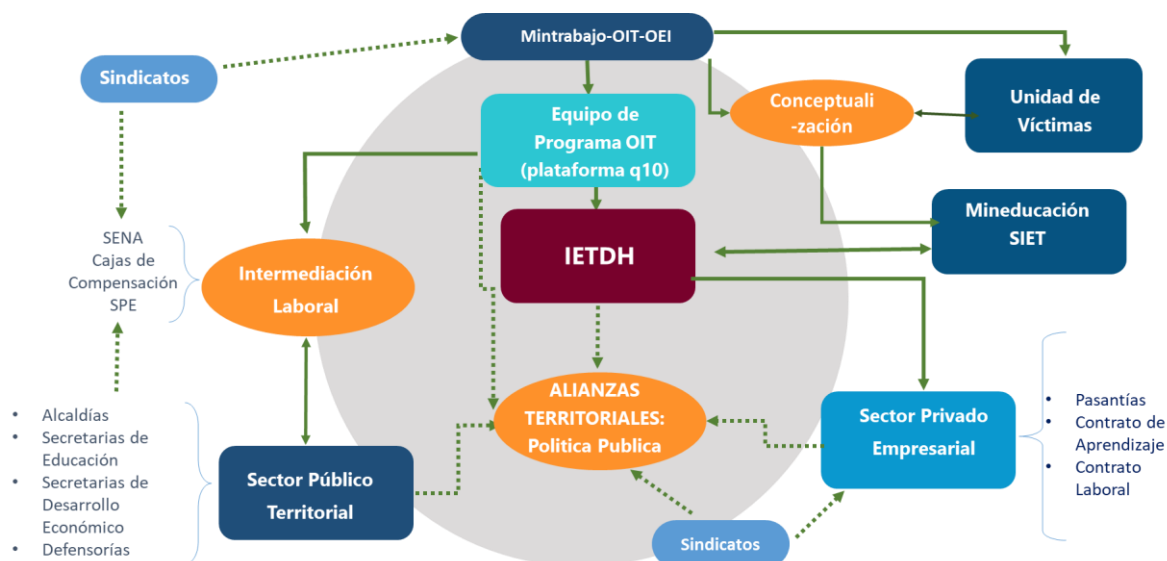 Mintrabajo-OIT-OEI
Sindicatos
Equipo de
Programa OIT
(plataforma q10)
Conceptuali
-zación
Unidad de
Víctimas
Mineducación
SIET
IETDH
SENA
Cajas de
Compensación
SPE
Intermediación
Laboral
ALIANZAS
TERRITORIALES:
Politica Publica
Sector Privado
Empresarial
• Pasantías
• Contrato de
Aprendizaje
• Contrato
Laboral
• Alcaldías
• Secretarias de
Educación
• Secretarias de
Desarrollo
Económico
• Defensorías
Sector Público
Territorial
Sindicatos